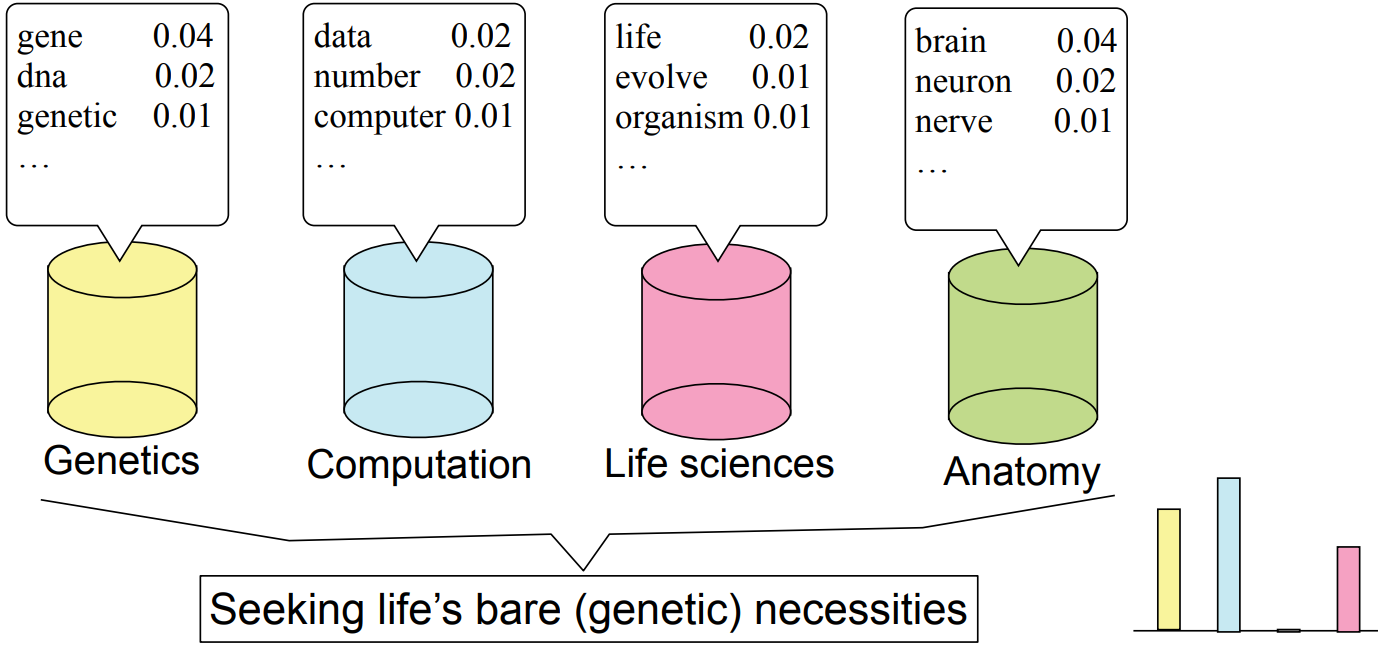 gene 0.04
dna 0.02
genetic 0.01
…
data 0.02
number 0.02
computer 0.01
…
life 0.02
evolve 0.01
organism 0.01
…
brain 0.04
neuron 0.02
nerve 0.01
…
Genetics
Computation
Life sciences
Anatomy
Seeking life’s bare (genetic) necessities